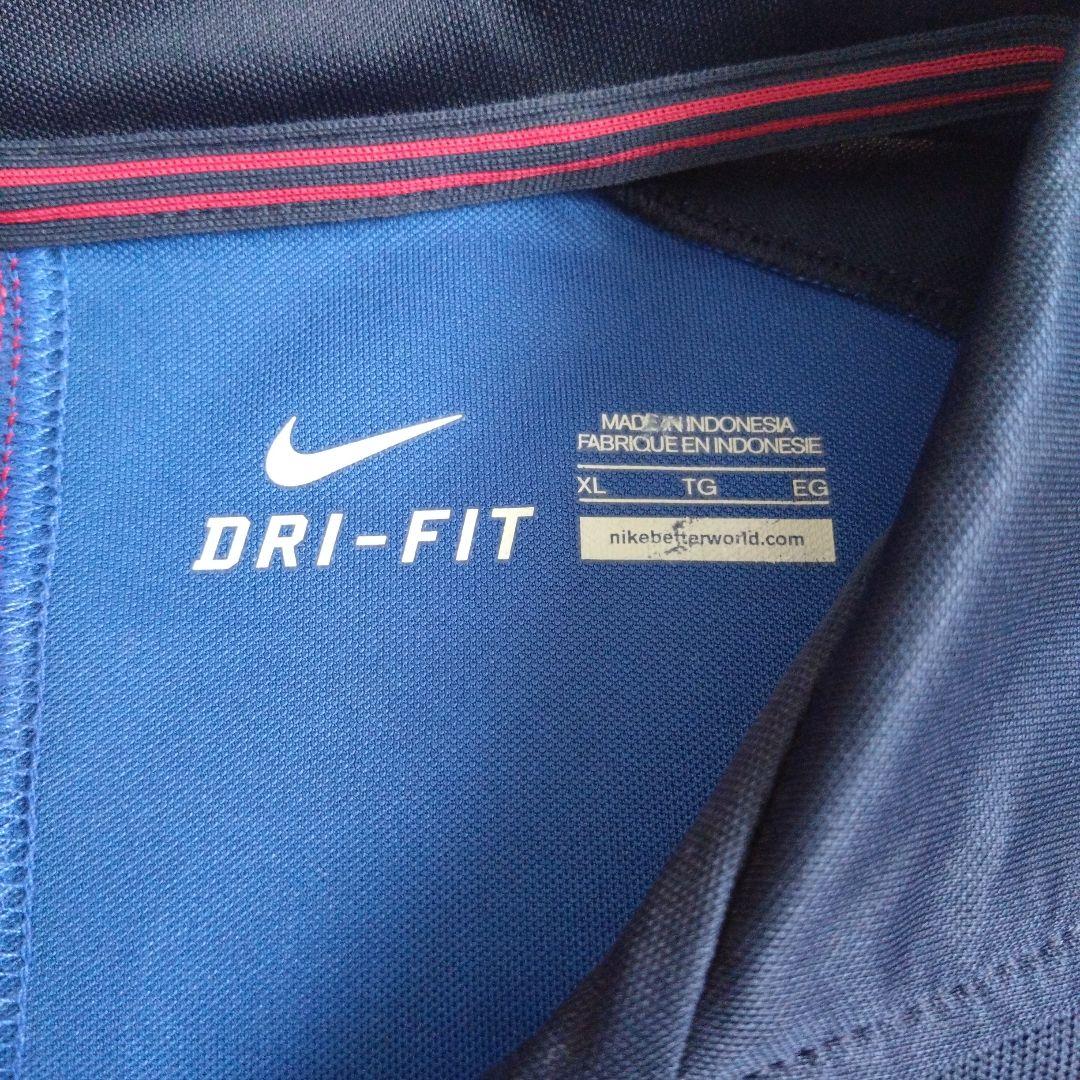 DRI-FIT
MADE IN INDONESIA
FABRIQUE EN INDONESIE
XL TG EG
nikebetterworld.com